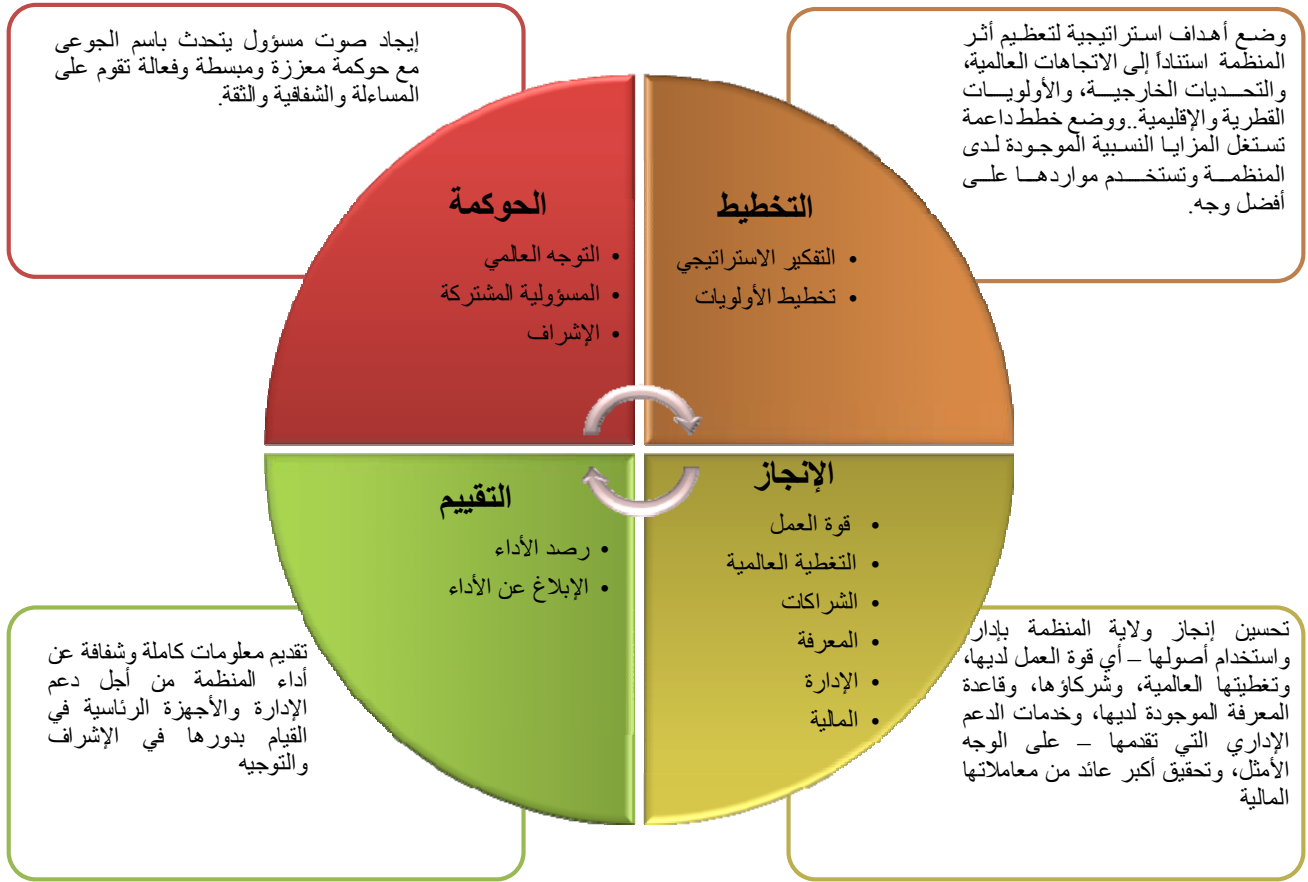 وضع أهداف استراتيجية لتعظيم أثر
المنظمة استناداً إلى الاتجاهات العالمية،
والتحديات الخارجية، والأولويات
القطرية والإقليمية..ووضع خطط داعمة
تستغل المزايا النسبية الموجودة لدى
المنظمة وتستخدم مواردها على
أفضل وجه.
إيجاد صوت مسؤول يتحدث باسم الجوعى
مع حوكمة معززة ومبسطة وفعالة تقوم على
المساءلة والشفافية والثقة.
التخطيط
• التفكير الاستراتيجي
• تخطيط الأولويات
الحوكمة
• التوجه العالمي
• المسؤولية المشتركة
• الإشراف
الإنجاز
• قوة العمل
• التغطية العالمية
• الشراكات
• المعرفة
• الإدارة
• المالية
التقييم
• رصد الأداء
• الإبلاغ عن الأداء
تحسين إنجاز ولاية المنظمة بإدار
واستخدام أصولها – أي قوة العمل لديها،
وتغطيتها العالمية، وشركاؤها، وقاعدة
المعرفة الموجودة لديها، وخدمات الدعم
الإداري التي تقدمها – على الوجه
الأمثل، وتحقيق أكبر عائد من معاملاتها
المالية
تقديم معلومات كاملة وشفافة عن
أداء المنظمة من أجل دعم
الإدارة والأجهزة الرئاسية في
القيام بدورها في الإشراف
والتوجيه